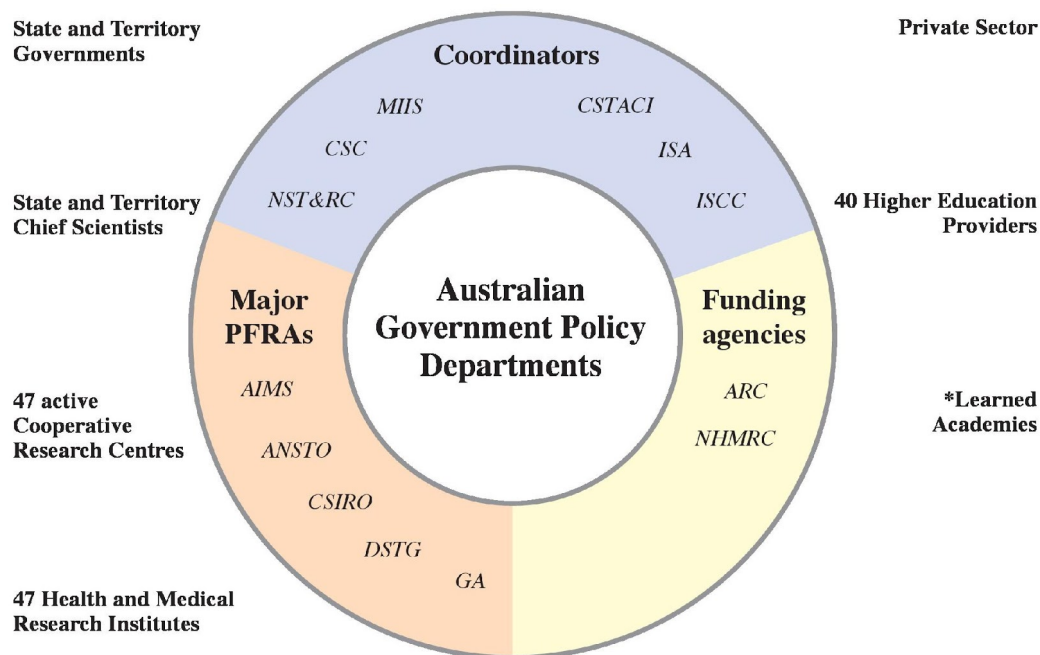 State and Territory
Governments
Private Sector
Coordinators
MIIS
CSTACI
CSC
ISA
NST&RC
ISCC
State and Territory
Chief Scientists
40 Higher Education
Providers
Australian
Government Policy
Departments
Major
PFRAs
AIMS
ANSTO
CSIRO
DSTG
GA
Funding
agencies
ARC
NHMRC
47 active
Cooperative
Research Centres
*Learned
Academies
47 Health and Medical
Research Institutes